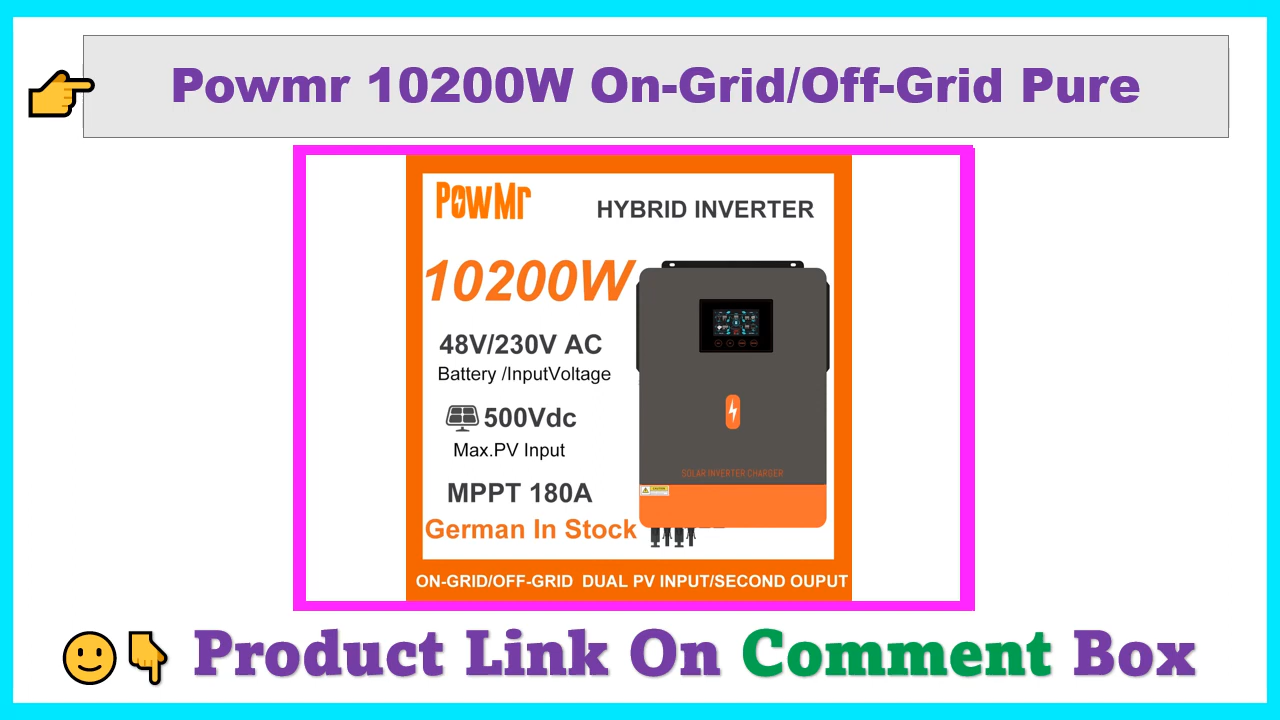 Powmr 10200W On-Grid/Off-Grid Pure
PowMr
HYBRID INVERTER
10200W
48V/230V AC
Battery /InputVoltage
500Vdc
Max.PV Input
MPPT 180A
German In Stock
SOLAR INVERTER CHARGER
ON-GRID/OFF-GRID DUAL PV INPUT/SECOND OUPUT
Product Link On Comment Box